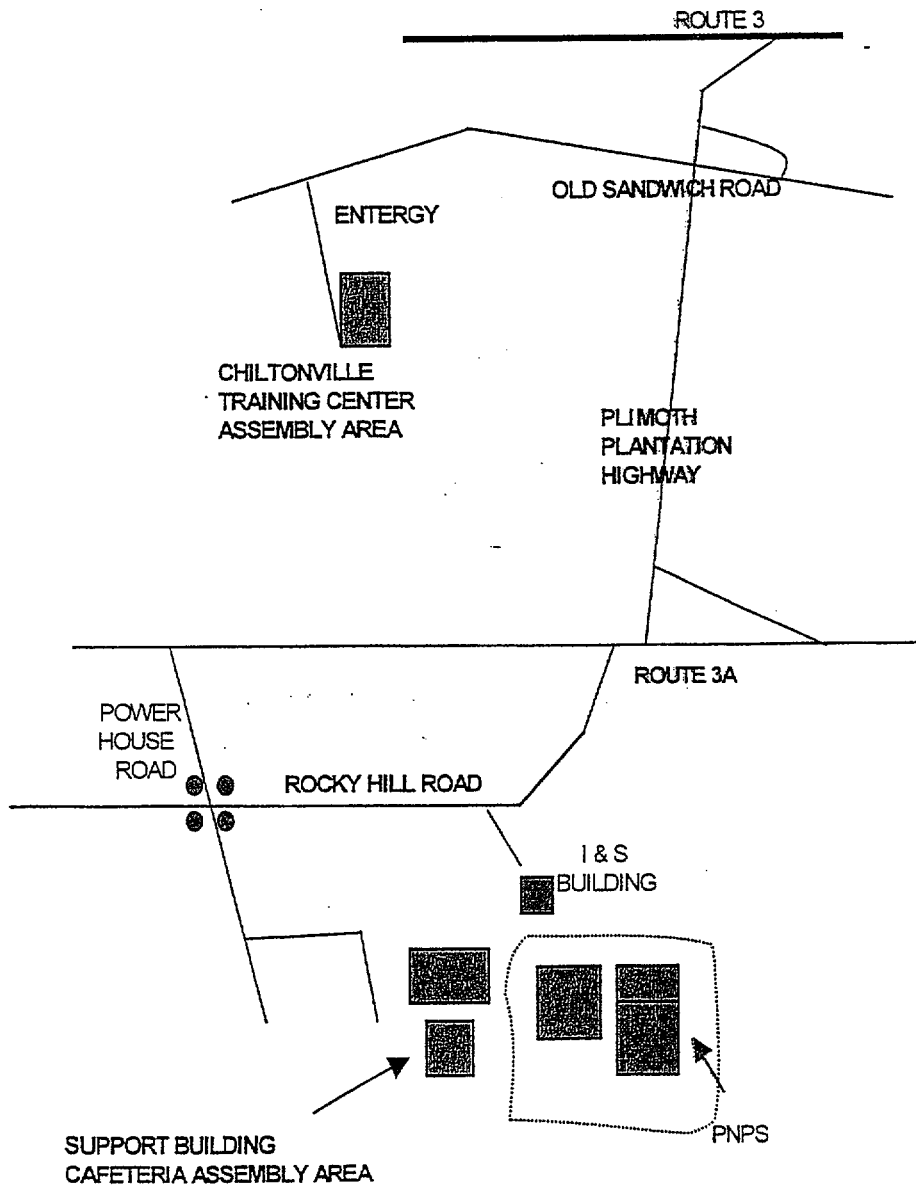 ROUTE 3
OLD SANDWICH ROAD
ENTERGY
CHILTONVILLE
TRAINING CENTER
ASSEMBLY AREA
PLIMOTH
PLANTATION
HIGHWAY
ROUTE 3A
POWER
HOUSE
ROAD
ROCKY HILL ROAD
I & S
BUILDING
PNPS
SUPPORT BUILDING
CAFETERIA ASSEMBLY AREA